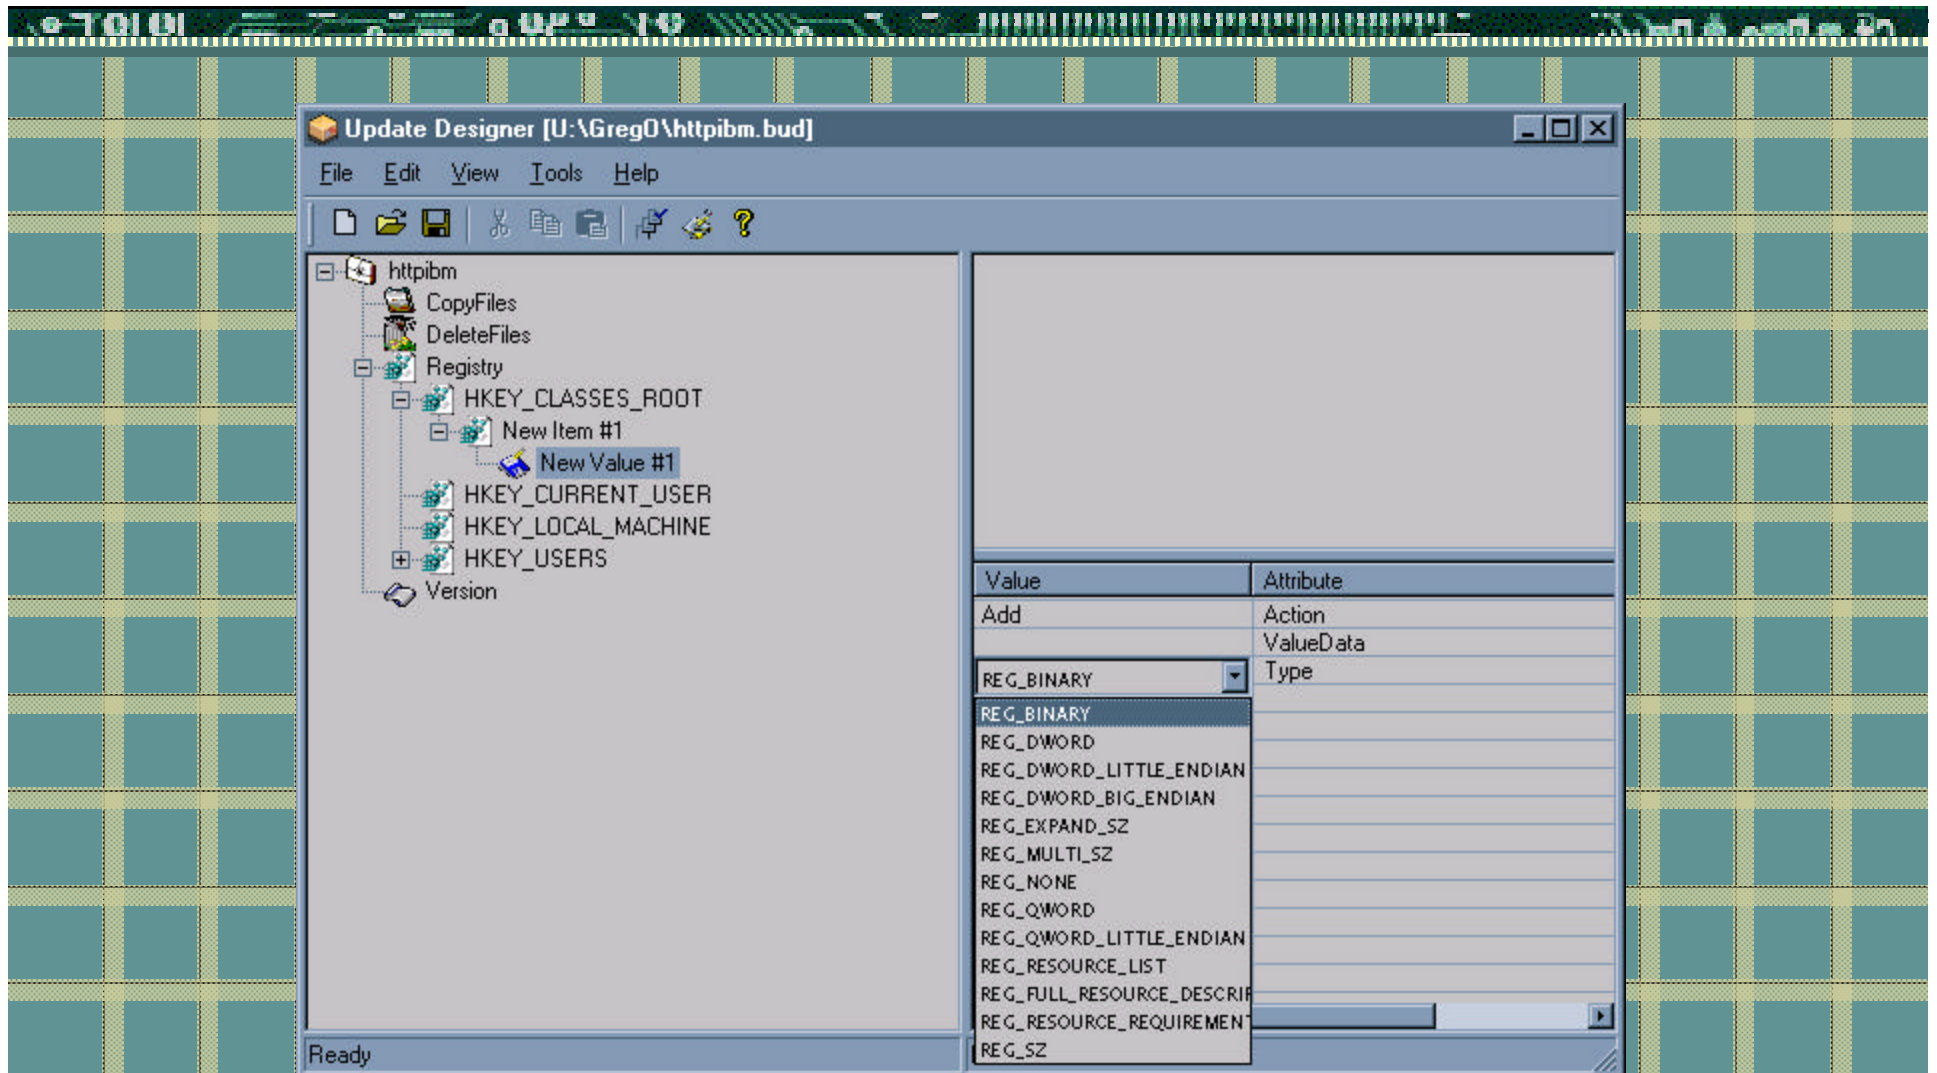 Update Designer [U:\GregO\httpibm.bud]
File Edit View Tools Help
httpibm
CopyFiles
DeleteFiles
Registry
HKEY_CLASSES_ROOT
New Item #1
New Value #1
HKEY_CURRENT_USER
HKEY_LOCAL_MACHINE
HKEY_USERS
Version
Value Attribute
Add Action
ValueData
REG_BINARY Type
REG_BINARY
REG_DWORD
REG_DWORD_LITTLE_ENDIAN
REG_DWORD_BIG_ENDIAN
REG_EXPAND_SZ
REG_MULTI_SZ
REG_NONE
REG_QWORD
REG_QWORD_LITTLE_ENDIAN
REG_RESOURCE_LIST
REG_FULL_RESOURCE_DESCRIP
REG_RESOURCE_REQUIREMENT
REG_SZ
Ready